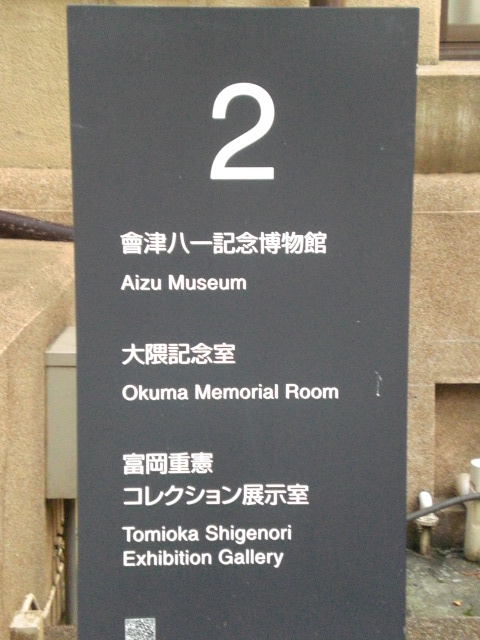 2
會津八一記念博物館
Aizu Museum
大隈記念室
Okuma Memorial Room
富岡重憲
コレクション展示室
Tomioka Shigenori
Exhibition Gallery